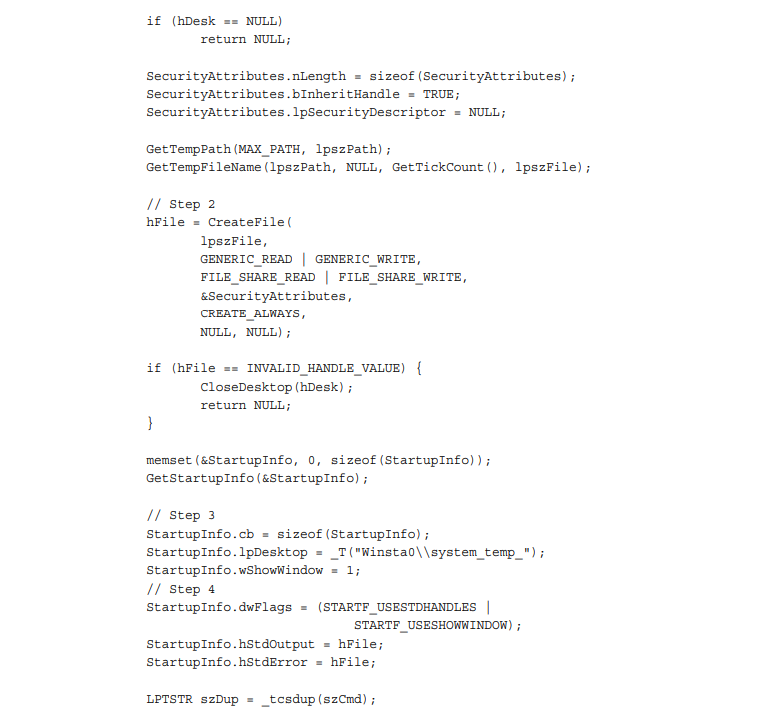 if (hDesk == NULL)
return NULL;
SecurityAttributes.nLength = sizeof(SecurityAttributes);
SecurityAttributes.bInheritHandle = TRUE;
SecurityAttributes.lpSecurityDescriptor = NULL;
GetTempPath(MAX_PATH, lpszPath);
GetTempFileName(lpszPath, NULL, GetTickCount(), lpszFile);
// Step 2
hFile = CreateFile(
lpszFile,
GENERIC_READ | GENERIC_WRITE,
FILE_SHARE_READ | FILE_SHARE_WRITE,
&SecurityAttributes,
CREATE_ALWAYS,
NULL, NULL);
if (hFile == INVALID_HANDLE_VALUE) {
CloseDesktop(hDesk);
return NULL;
}
memset(&StartupInfo, 0, sizeof(StartupInfo));
GetStartupInfo(&StartupInfo);
// Step 3
StartupInfo.cb = sizeof(StartupInfo);
StartupInfo.lpDesktop = _T("Winsta0\\system_temp_");
StartupInfo.wShowWindow = 1;
// Step 4
StartupInfo.dwFlags = (STARTF_USESTDHANDLES |
STARTF_USESHOWWINDOW);
StartupInfo.hStdOutput = hFile;
StartupInfo.hStdError = hFile;
LPTSTR szDup = _tcsdup(szCmd);